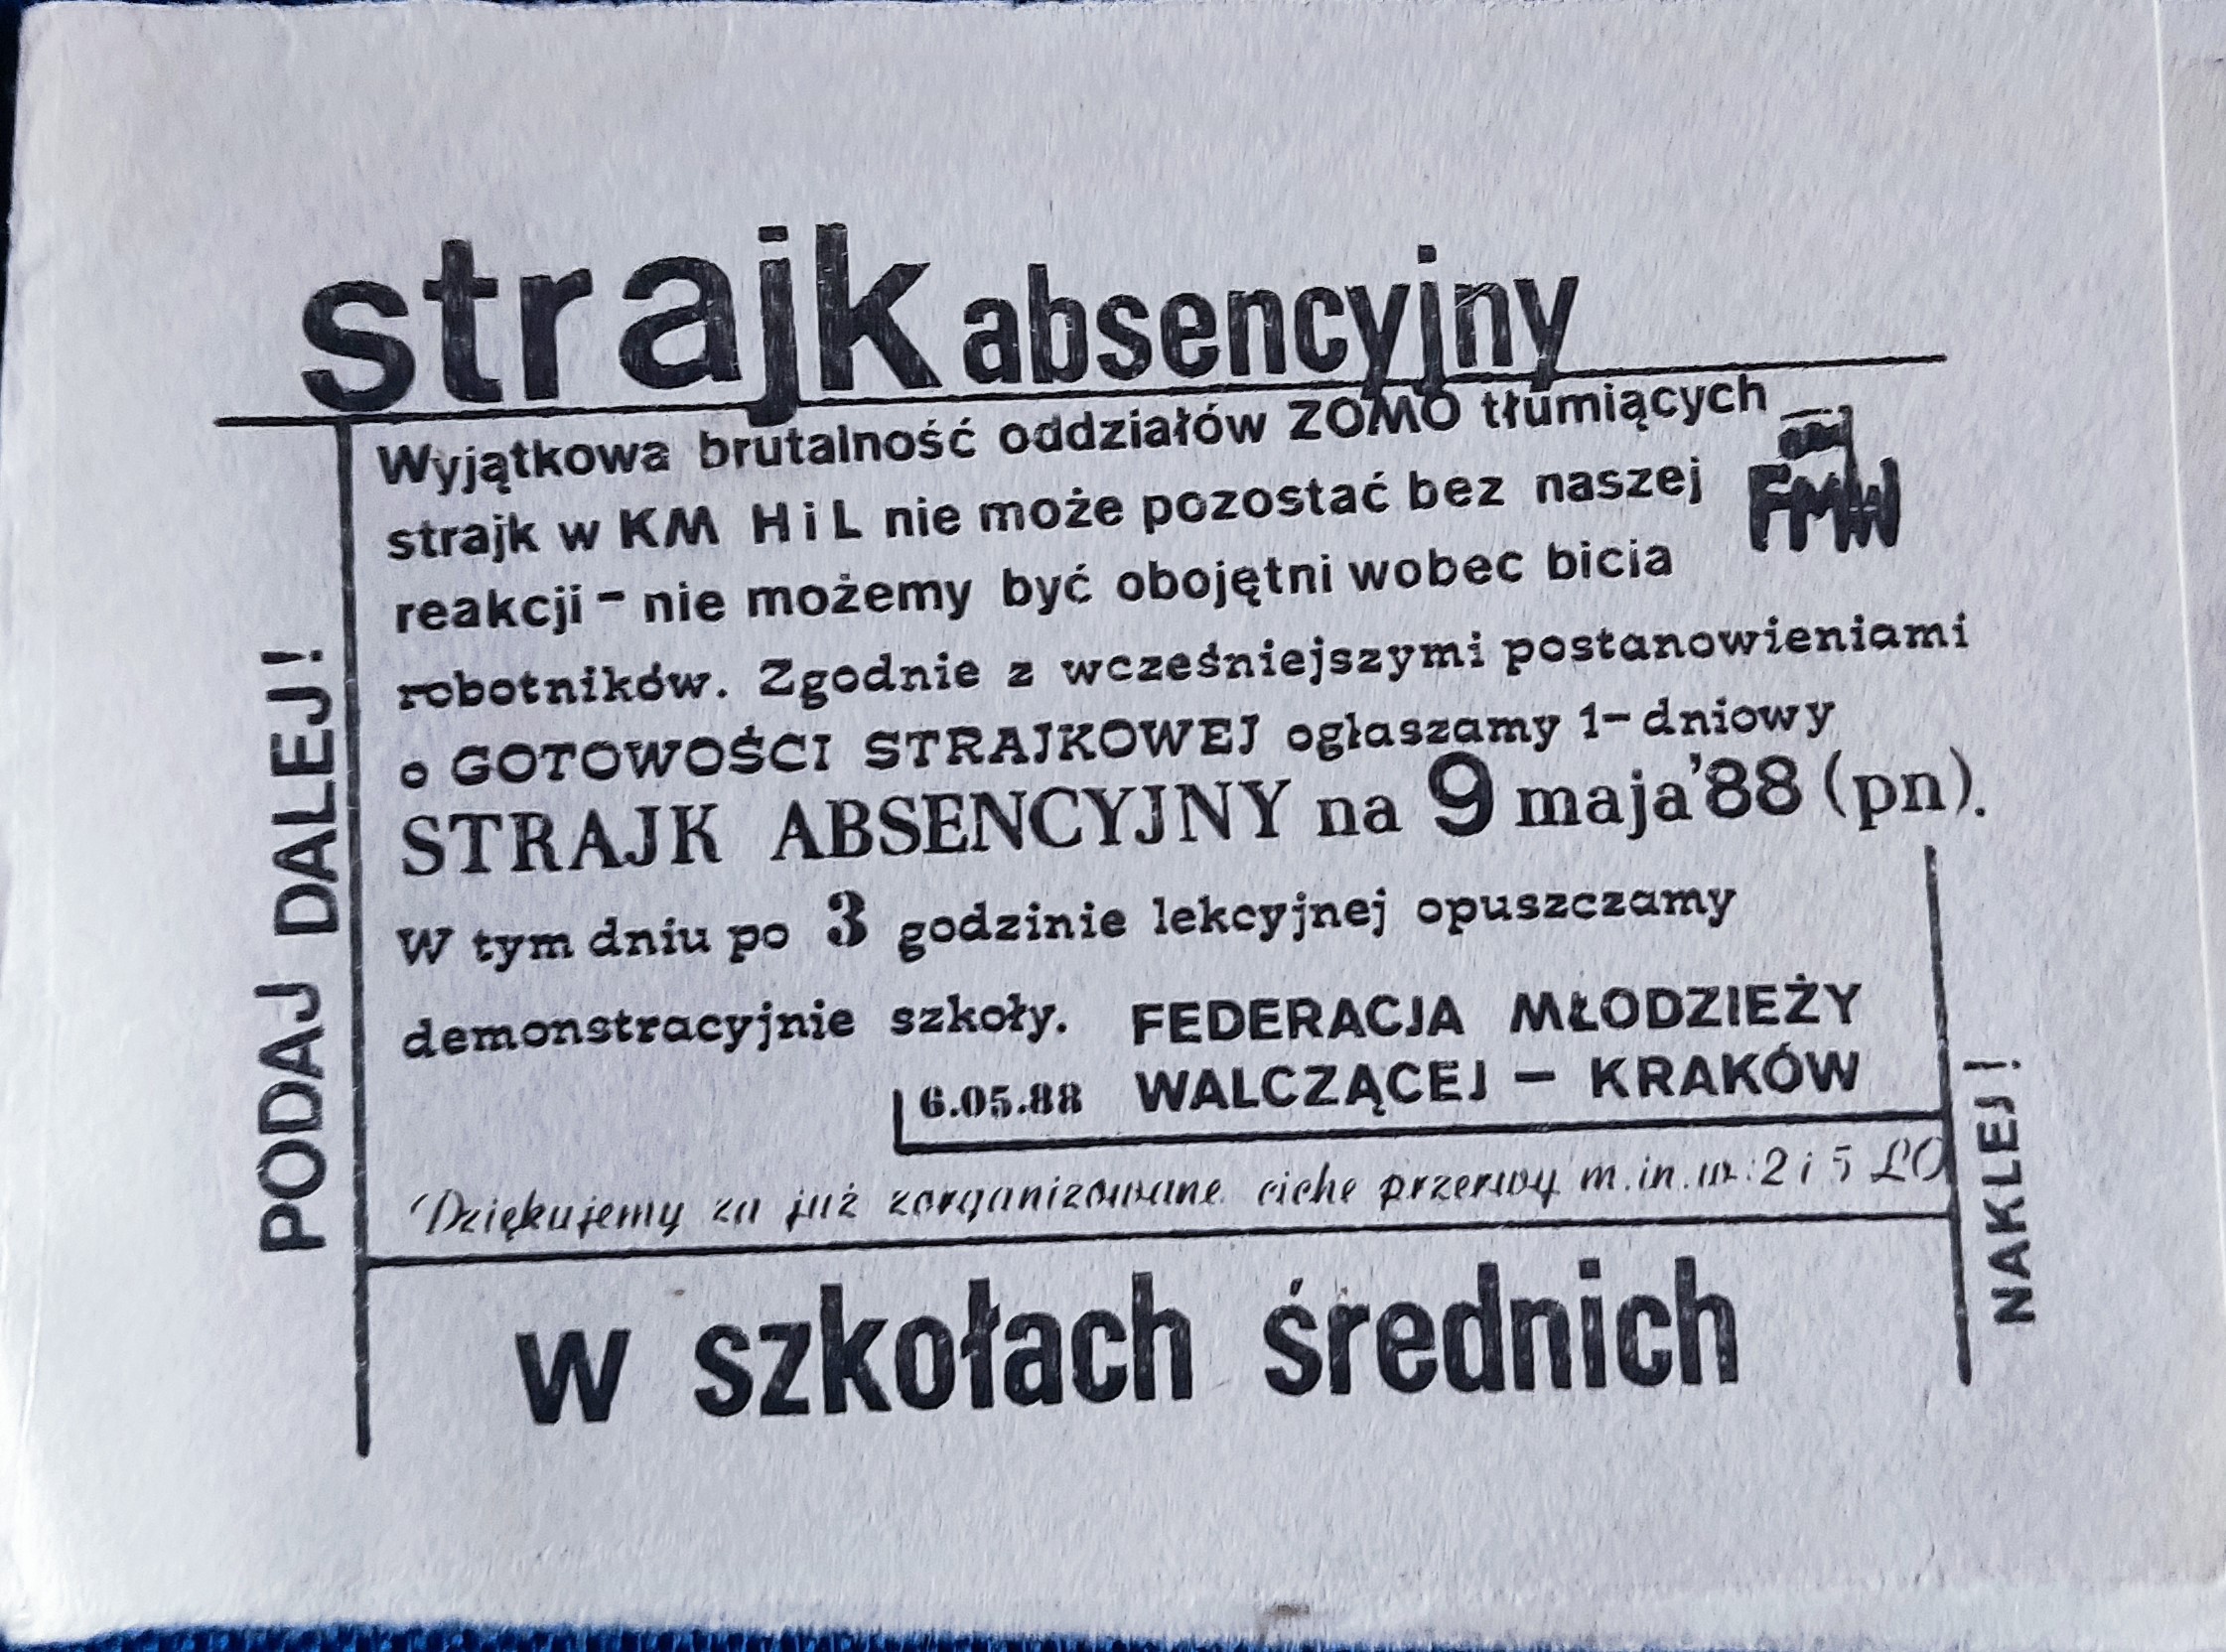 strajk absencyjny
Wyjątkowa brutalność oddziałów ZOMO tłumiących
strajk w KM HiL nie może pozostać bez naszej
FMW
reakcji – nie możemy być obojętni wobec bicia
robotników. Zgodnie z wcześniejszymi postanowieniami
o GOTOWOŚCI STRAJKOWEJ ogłaszamy 1-dniowy
STRAJK ABSENCYJNY na 9 maja '88 (pn).
W tym dniu po 3 godzinie lekcyjnej opuszczamy
demonstracyjnie szkoły. FEDERACJA MŁODZIEŻY
6.05.88 WALCZĄCEJ – KRAKÓW
Dziękujemy za już zorganizowane ciche przerwy m.in. w: 2 i 5 LO
w szkołach średnich
PODAJ DALEJ!
NAKLEJ!